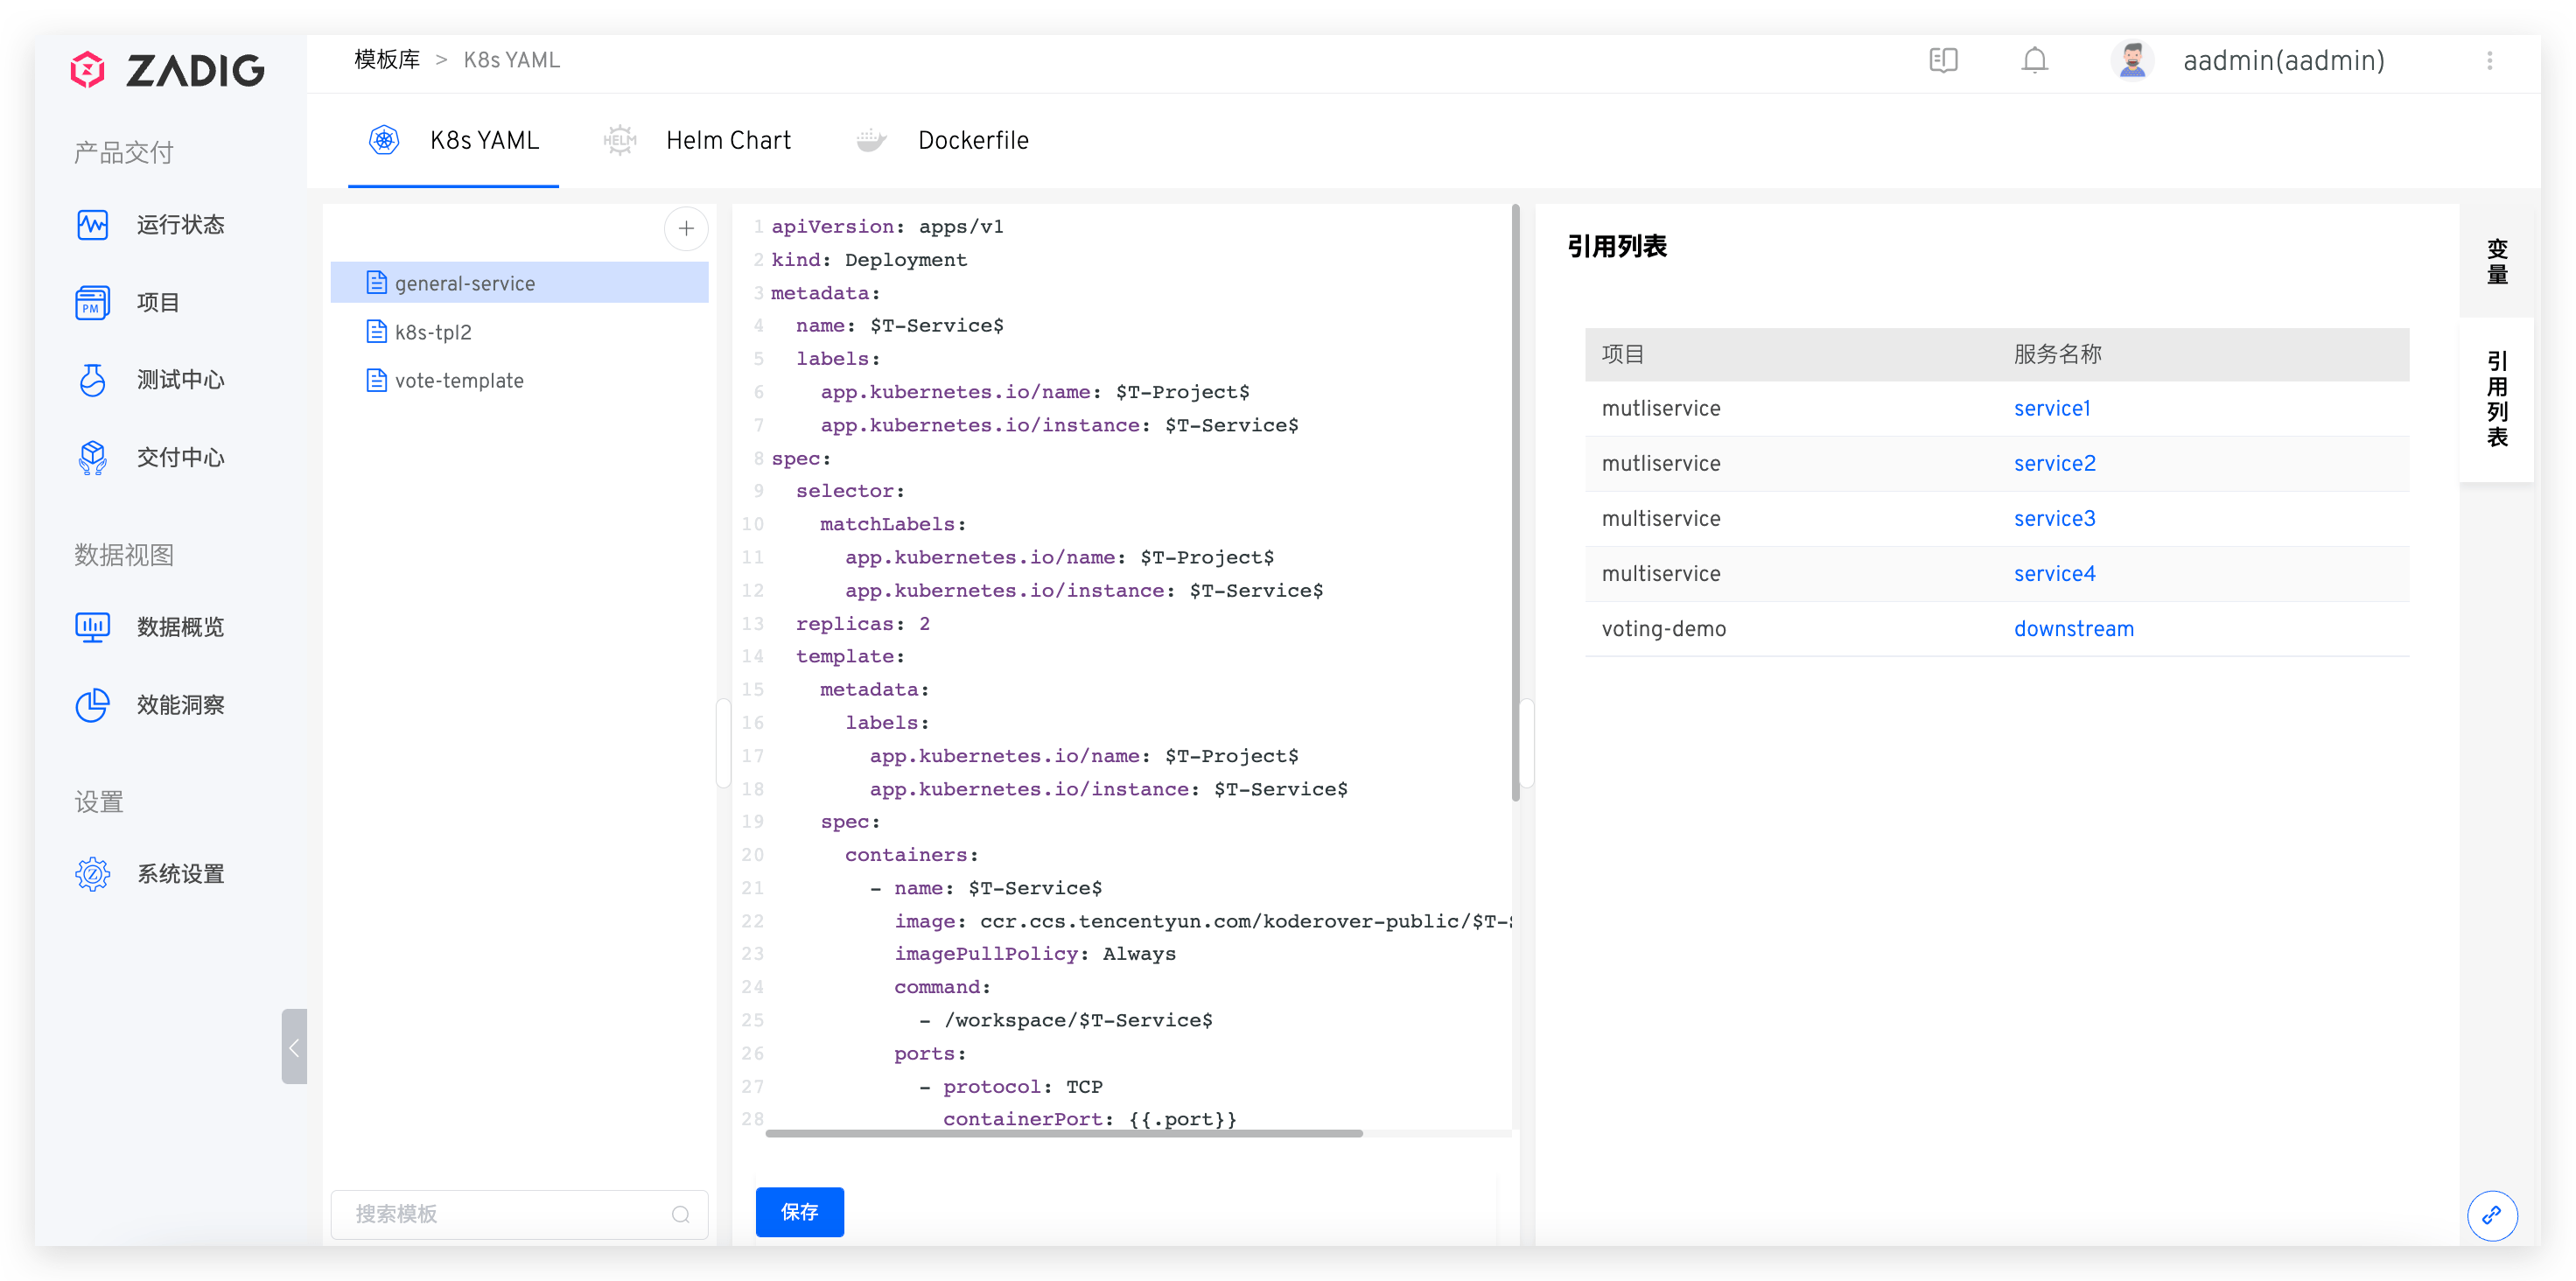 ZADIG
模板库 > K8s YAML
aadmin(aadmin)
产品交付
运行状态
PM
项目
测试中心
交付中心
数据视图
数据概览
效能洞察
设置
系统设置
K8s YAML
HELM
Helm Chart
Dockerfile
general-service
k8s-tpl2
vote-template
搜索模板
1 apiVersion: apps/v1
2 kind: Deployment
3 metadata:
4 name: $T-Service$
5 labels:
6 app.kubernetes.io/name: $T-Project$
7 app.kubernetes.io/instance: $T-Service$
8 spec:
9 selector:
10 matchLabels:
11 app.kubernetes.io/name: $T-Project$
12 app.kubernetes.io/instance: $T-Service$
13 replicas: 2
14 template:
15 metadata:
16 labels:
17 app.kubernetes.io/name: $T-Project$
18 app.kubernetes.io/instance: $T-Service$
19 spec:
20 containers:
21 - name: $T-Service$
22 image: ccr.ccs.tencentyun.com/koderover-public/$T-
23 imagePullPolicy: Always
24 command:
25 - /workspace/$T-Service$
26 ports:
27 - protocol: TCP
28 containerPort: {{.port}}
保存
引用列表
项目 服务名称
mutliservice service1
mutliservice service2
multiservice service3
multiservice service4
voting-demo downstream
变量
引用列表